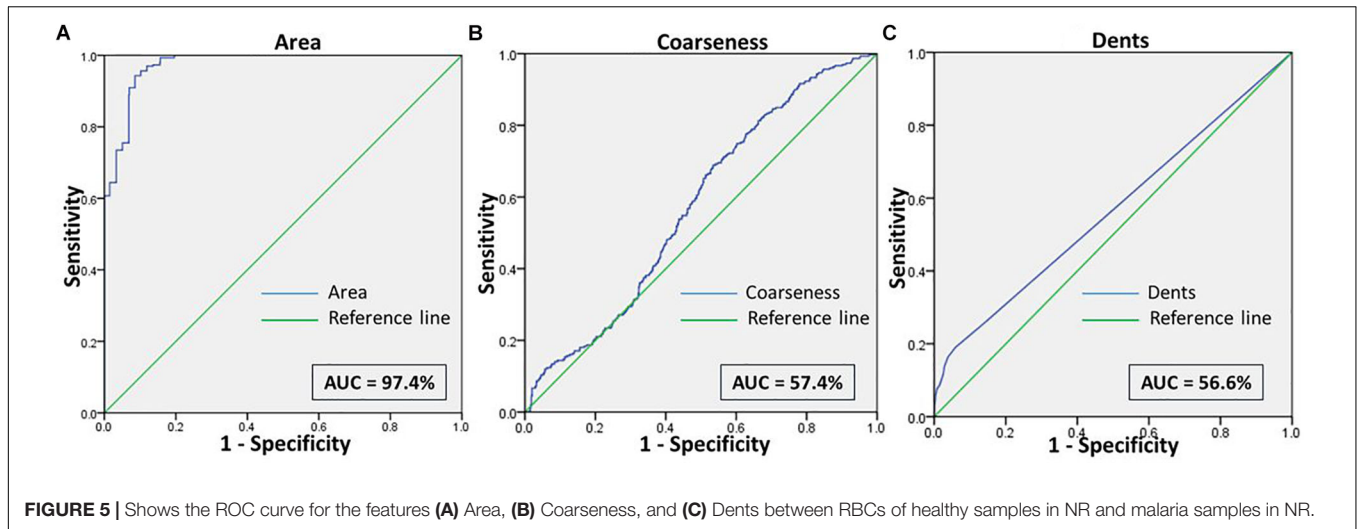 A
Area
Sensitivity
1.0
0.8
0.6
0.4
0.2
0.0
Area
Reference line
AUC = 97.4%
0.0 0.2 0.4 0.6 0.8 1.0
1 - Specificity
B
Coarseness
Sensitivity
1.0
0.8
0.6
0.4
0.2
0.0
Coarseness
Reference line
AUC = 57.4%
0.0 0.2 0.4 0.6 0.8 1.0
1 - Specificity
C
Dents
Sensitivity
1.0
0.8
0.6
0.4
0.2
0.0
Dents
Reference line
AUC = 56.6%
0.0 0.2 0.4 0.6 0.8 1.0
1 - Specificity
FIGURE 5 | Shows the ROC curve for the features (A) Area, (B) Coarseness, and (C) Dents between RBCs of healthy samples in NR and malaria samples in NR.